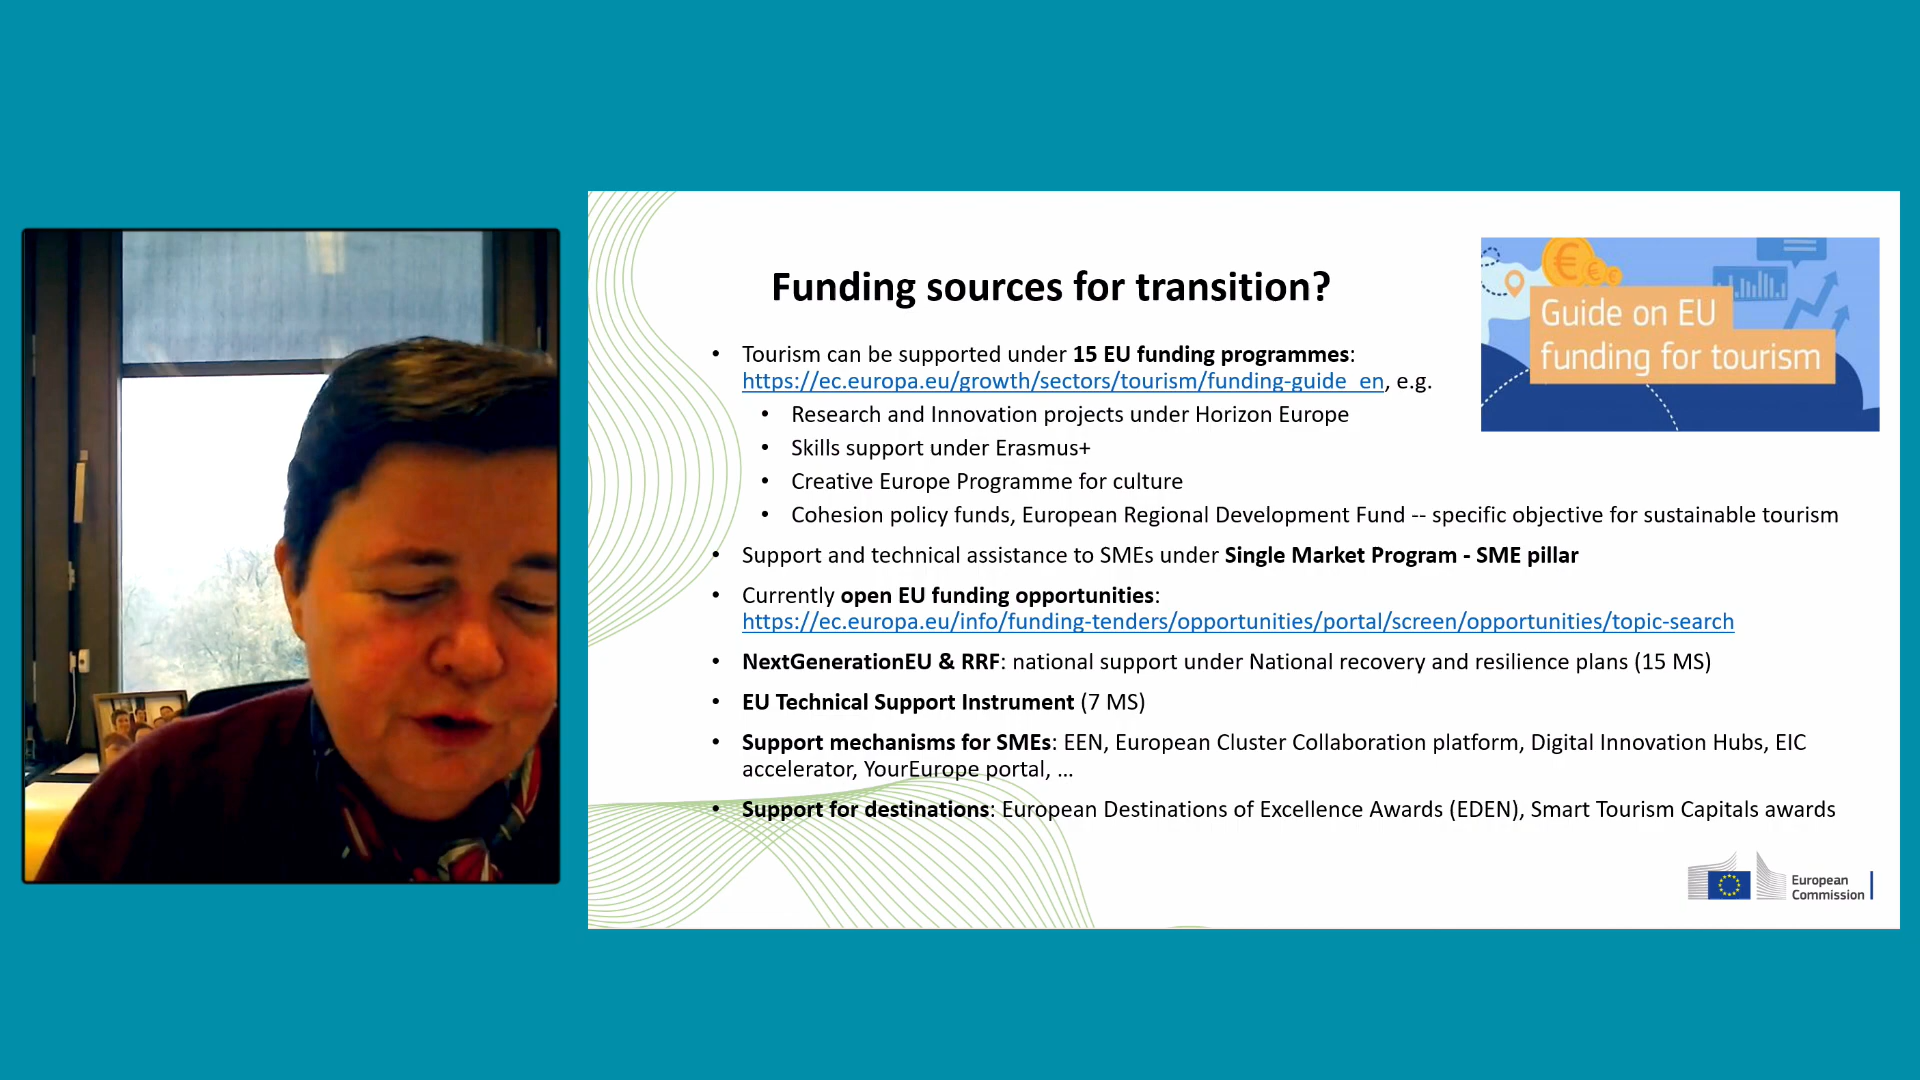 Funding sources for transition?
Guide on EU
funding for tourism
• Tourism can be supported under 15 EU funding programmes:
https://ec.europa.eu/growth/sectors/tourism/funding-guide_en, e.g.
• Research and Innovation projects under Horizon Europe
• Skills support under Erasmus+
• Creative Europe Programme for culture
• Cohesion policy funds, European Regional Development Fund -- specific objective for sustainable tourism
• Support and technical assistance to SMEs under Single Market Program - SME pillar
• Currently open EU funding opportunities:
https://ec.europa.eu/info/funding-tenders/opportunities/portal/screen/opportunities/topic-search
• NextGenerationEU & RRF: national support under National recovery and resilience plans (15 MS)
• EU Technical Support Instrument (7 MS)
• Support mechanisms for SMEs: EEN, European Cluster Collaboration platform, Digital Innovation Hubs, EIC
accelerator, YourEurope portal, ...
• Support for destinations: European Destinations of Excellence Awards (EDEN), Smart Tourism Capitals awards
European
Commission